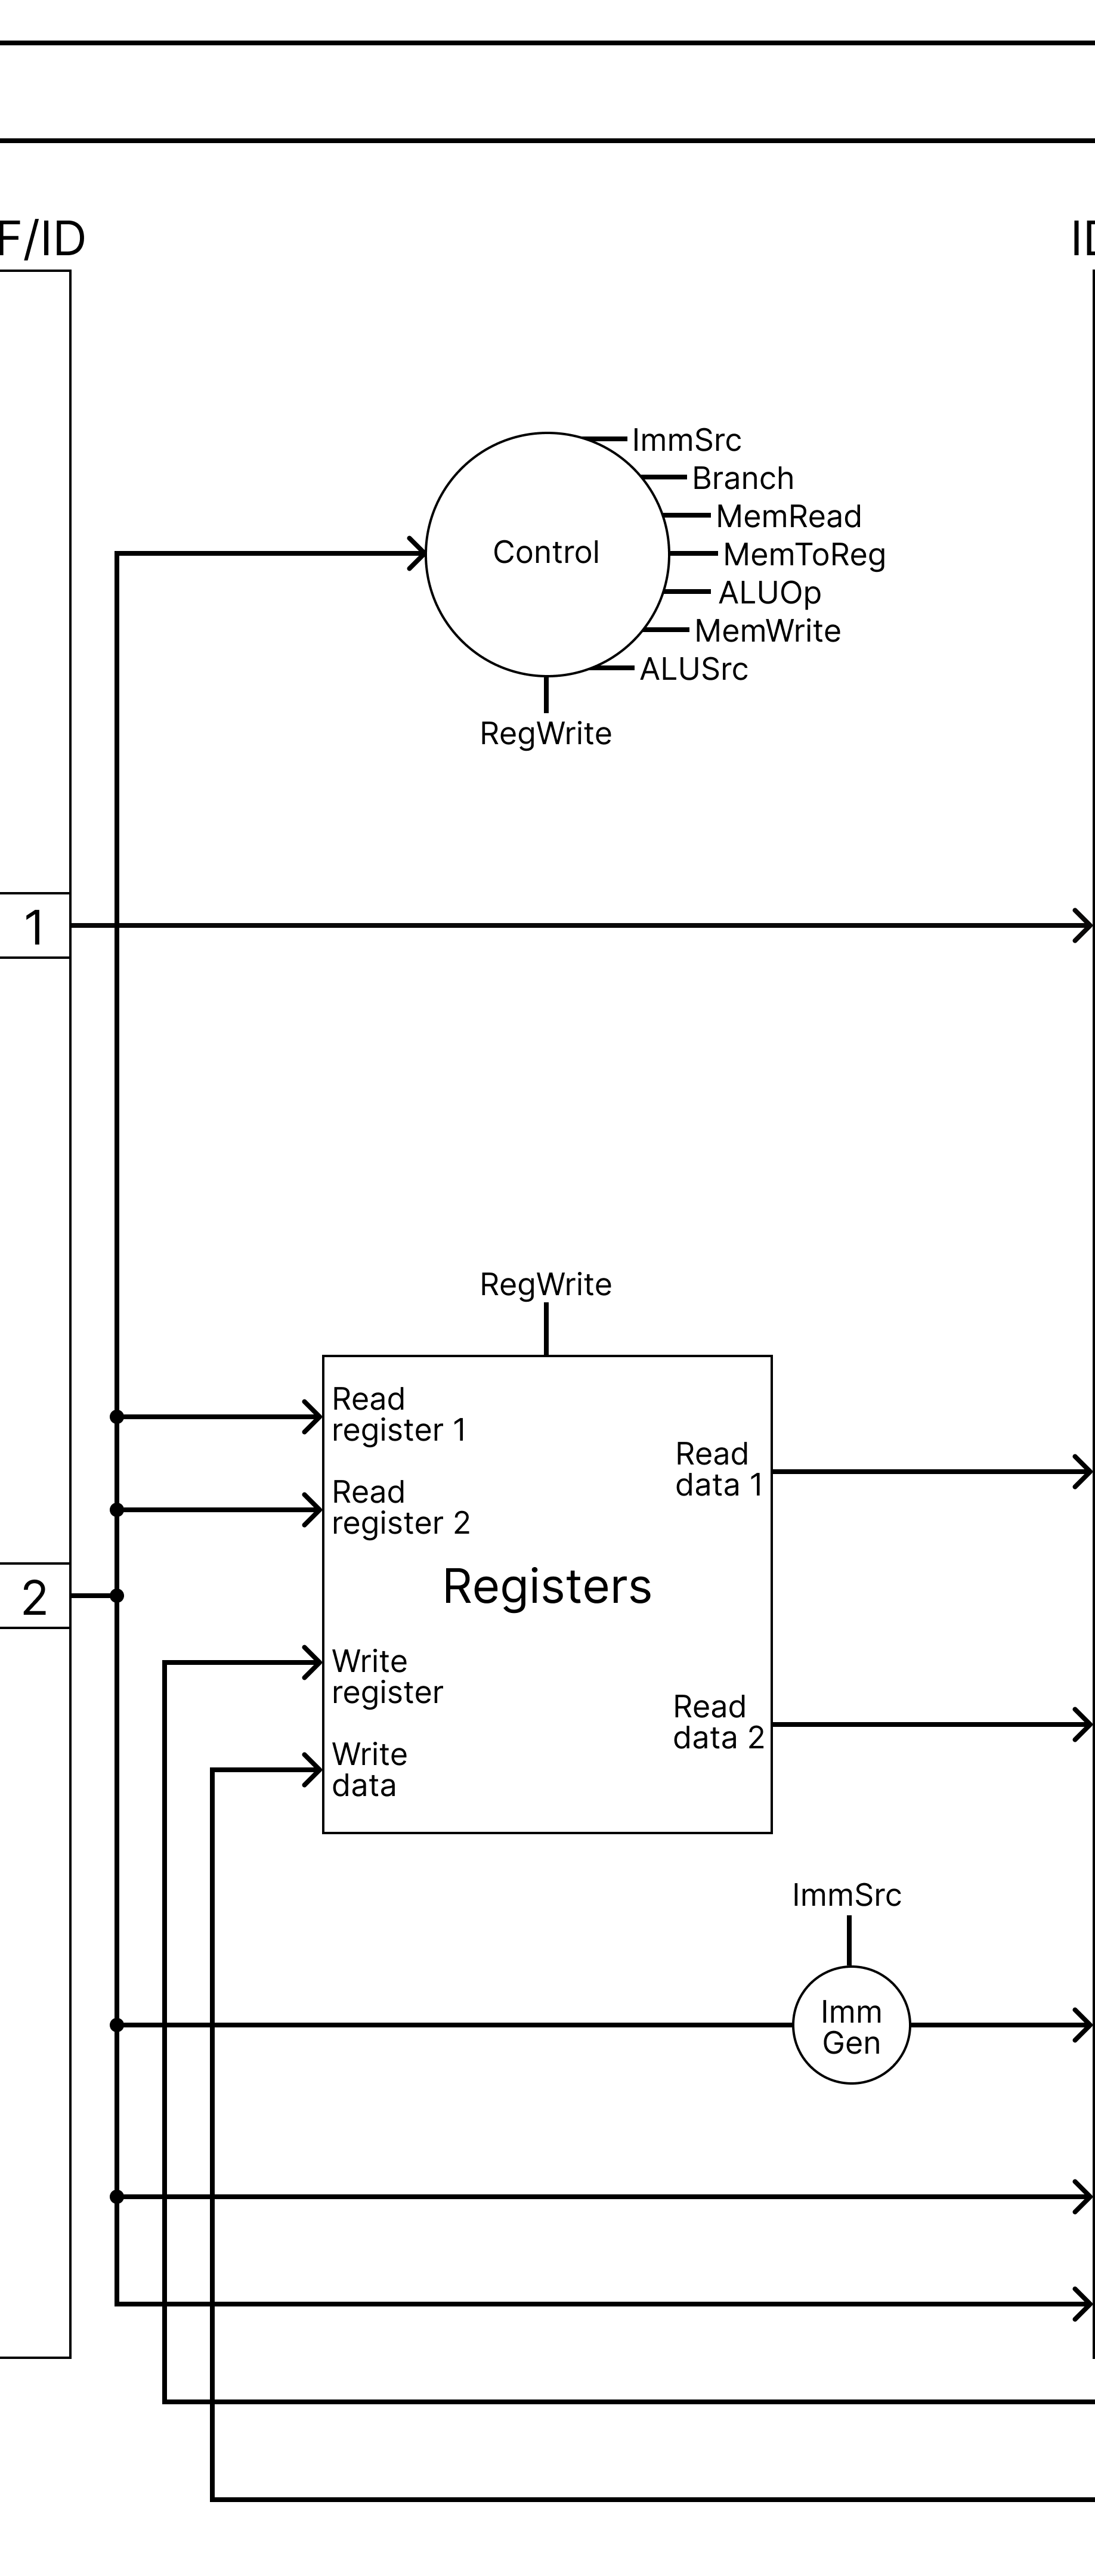 F/ID
ID
ImmSrc
Branch
MemRead
Control
MemToReg
ALUOp
MemWrite
ALUSrc
RegWrite
1
RegWrite
Read
register 1
Read
data 1
Read
register 2
Registers
2
Write
register
Read
data 2
Write
data
ImmSrc
Imm
Gen